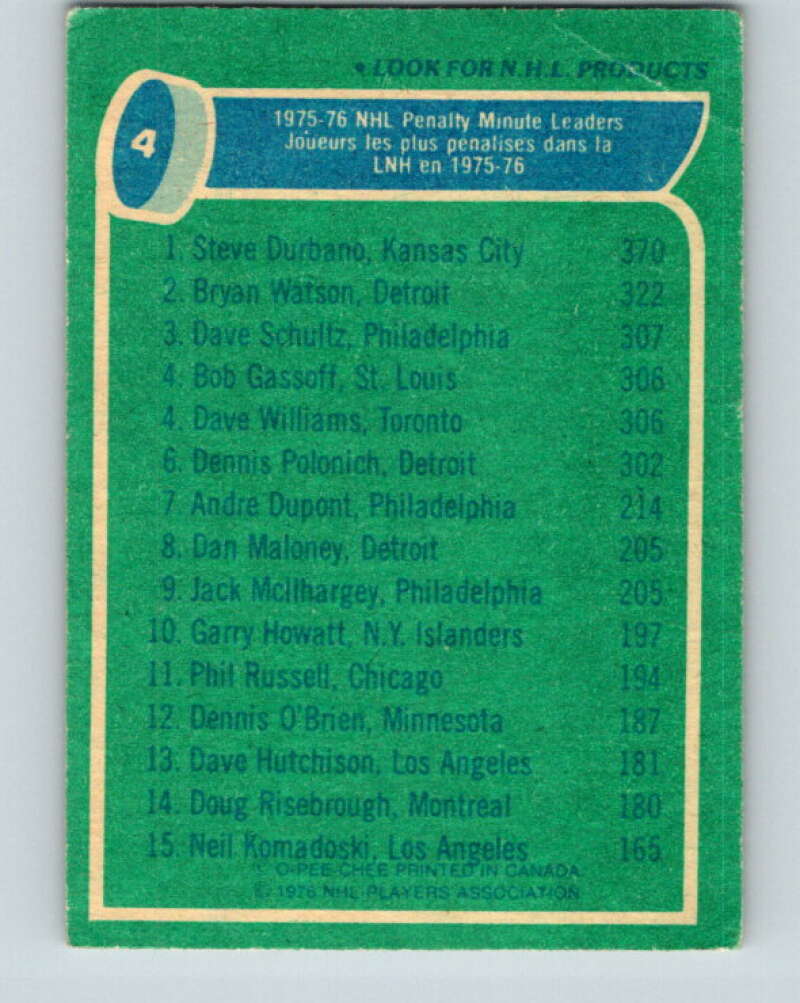 • LOOK FOR N.H.L. PRODUCTS
4
1975-76 NHL Penalty Minute Leaders
Joueurs les plus penalises dans la
LNH en 1975-76
1. Steve Durbano, Kansas City 370
2. Bryan Watson, Detroit 322
3. Dave Schultz, Philadelphia 307
4. Bob Gassoff, St. Louis 306
4. Dave Williams, Toronto 306
6. Dennis Polonich, Detroit 302
7. Andre Dupont, Philadelphia 214
8. Dan Maloney, Detroit 205
9. Jack McIlhargey, Philadelphia 205
10. Garry Howatt, N.Y. Islanders 197
11. Phil Russell, Chicago 194
12. Dennis O'Brien, Minnesota 187
13. Dave Hutchison, Los Angeles 181
14. Doug Risebrough, Montreal 180
15. Neil Komadoski, Los Angeles 165
© O-PEE-CHEE PRINTED IN CANADA
© 1976 NHL PLAYERS ASSOCIATION